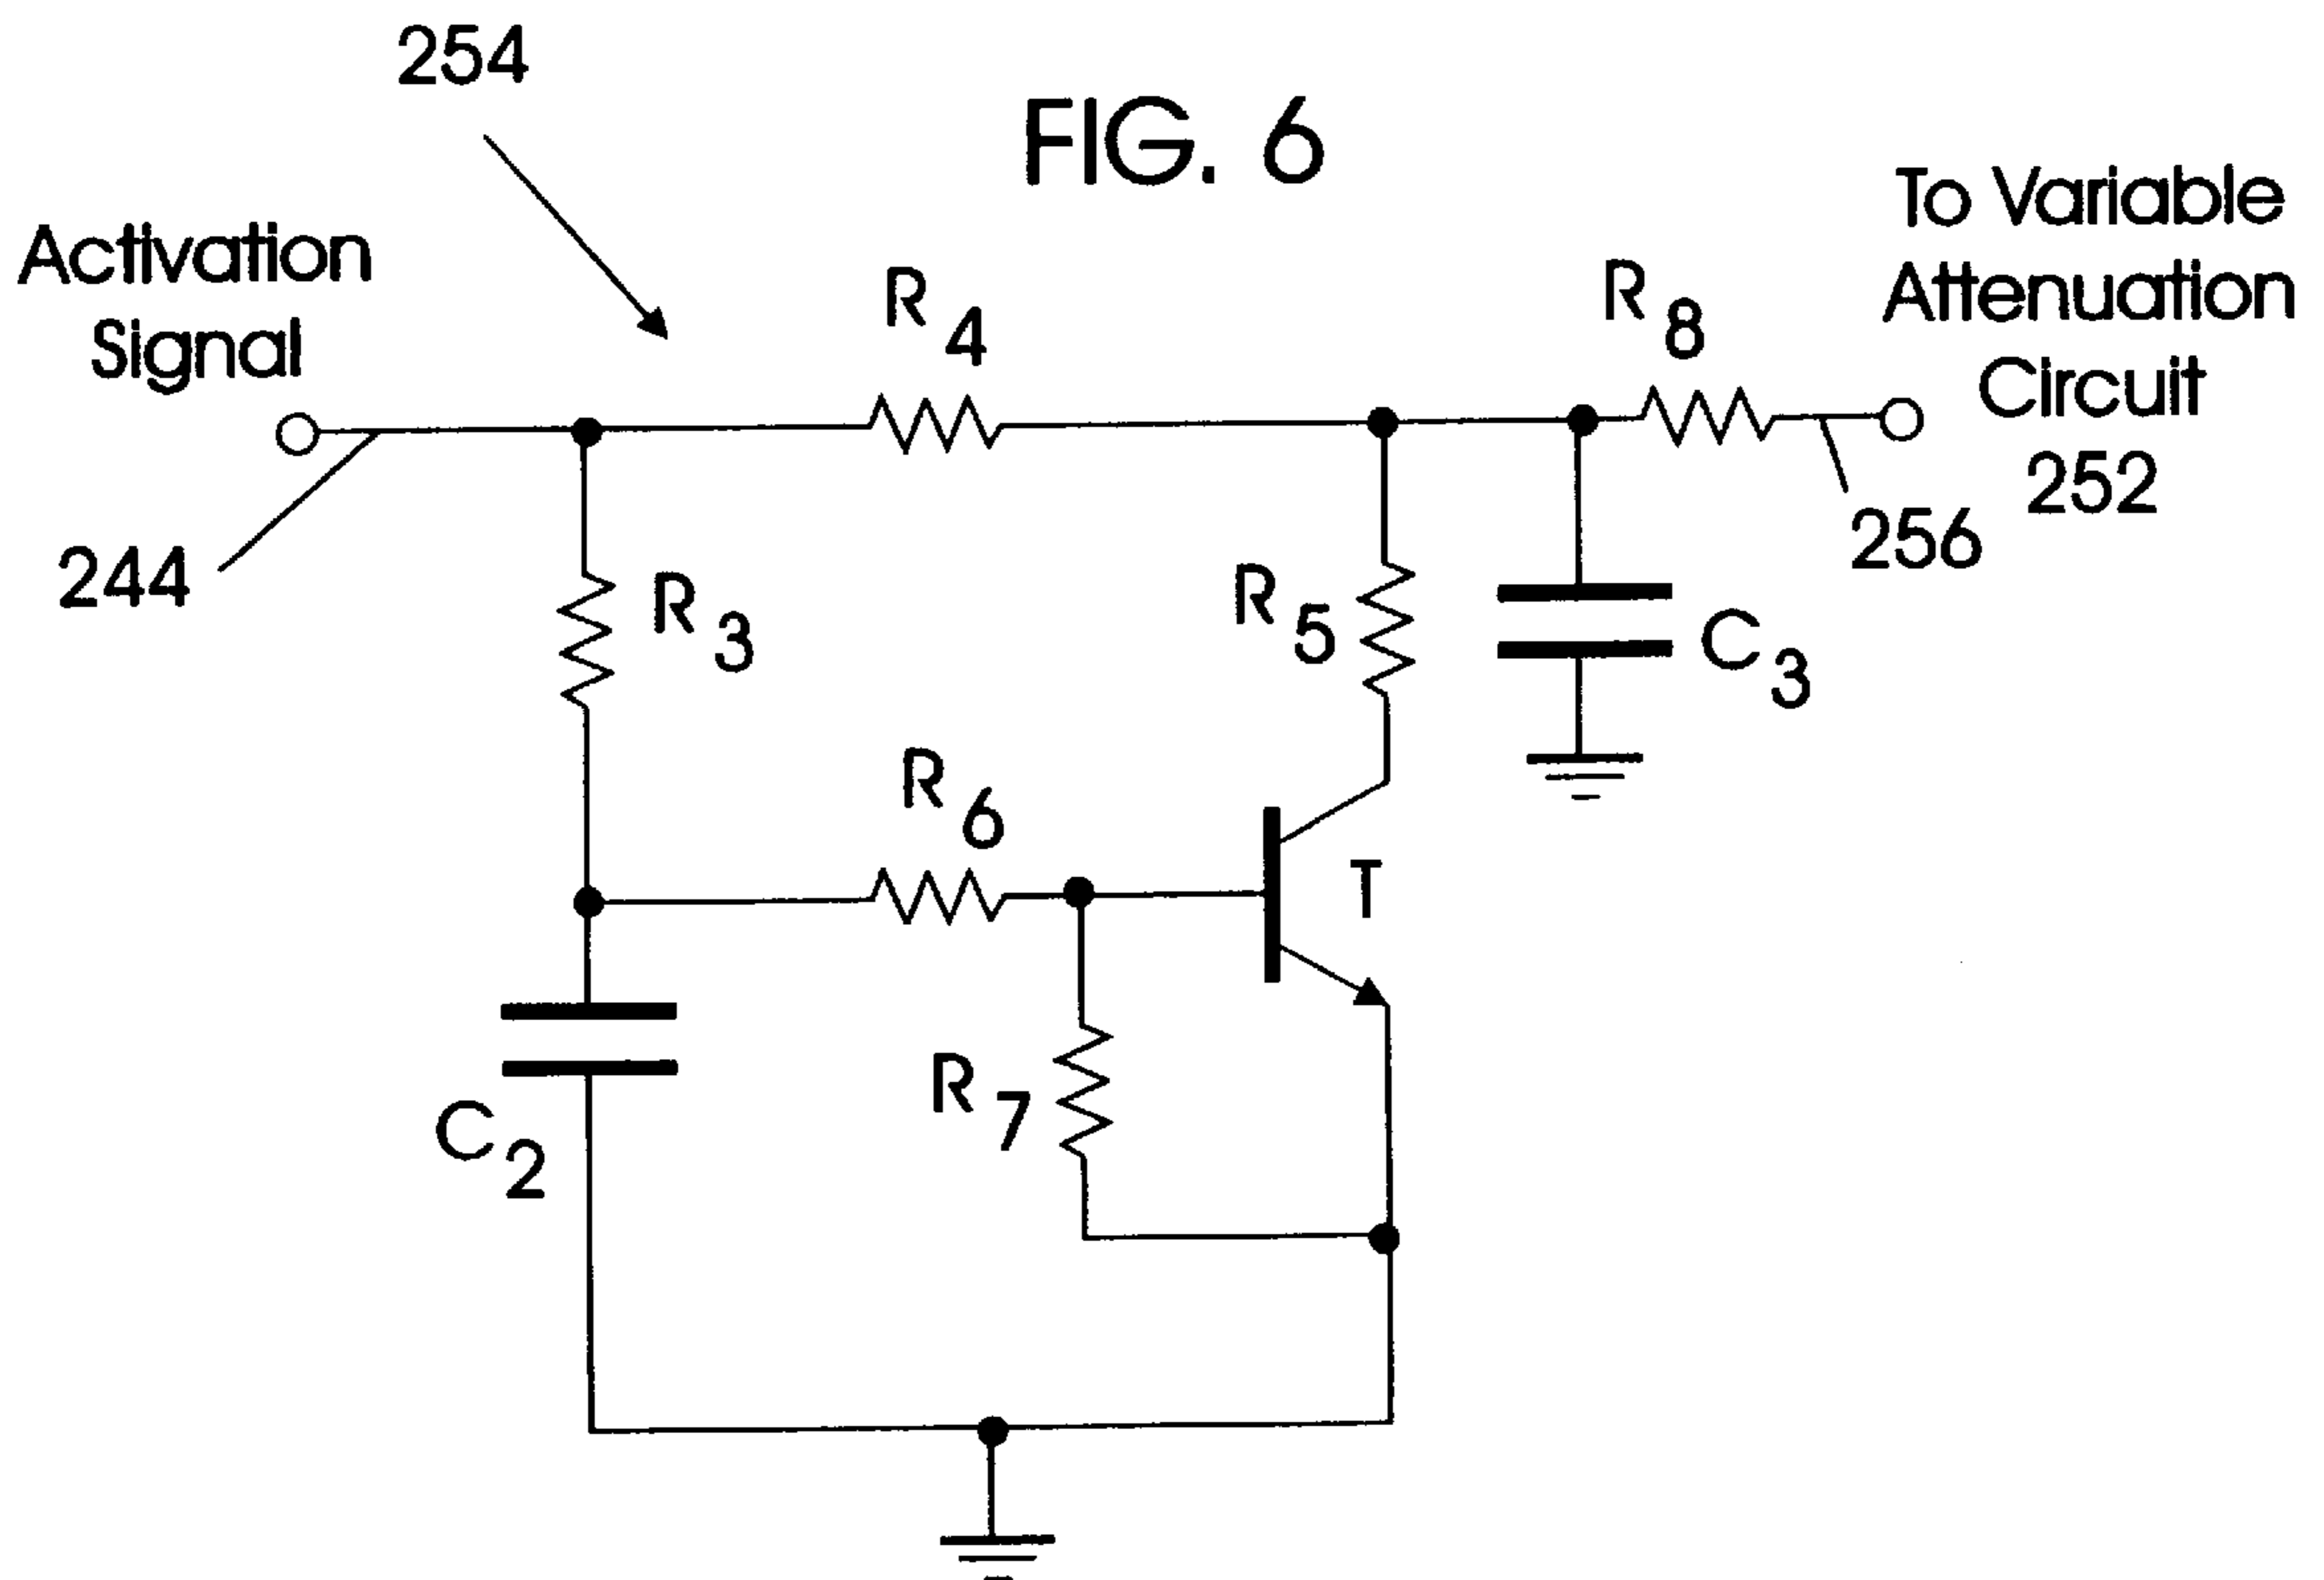 254
FIG. 6
Activation
Signal
To Variable
Attenuation
Circuit
252
R4
R8
244
256
R3
R5
C3
R6
T
R7
C2